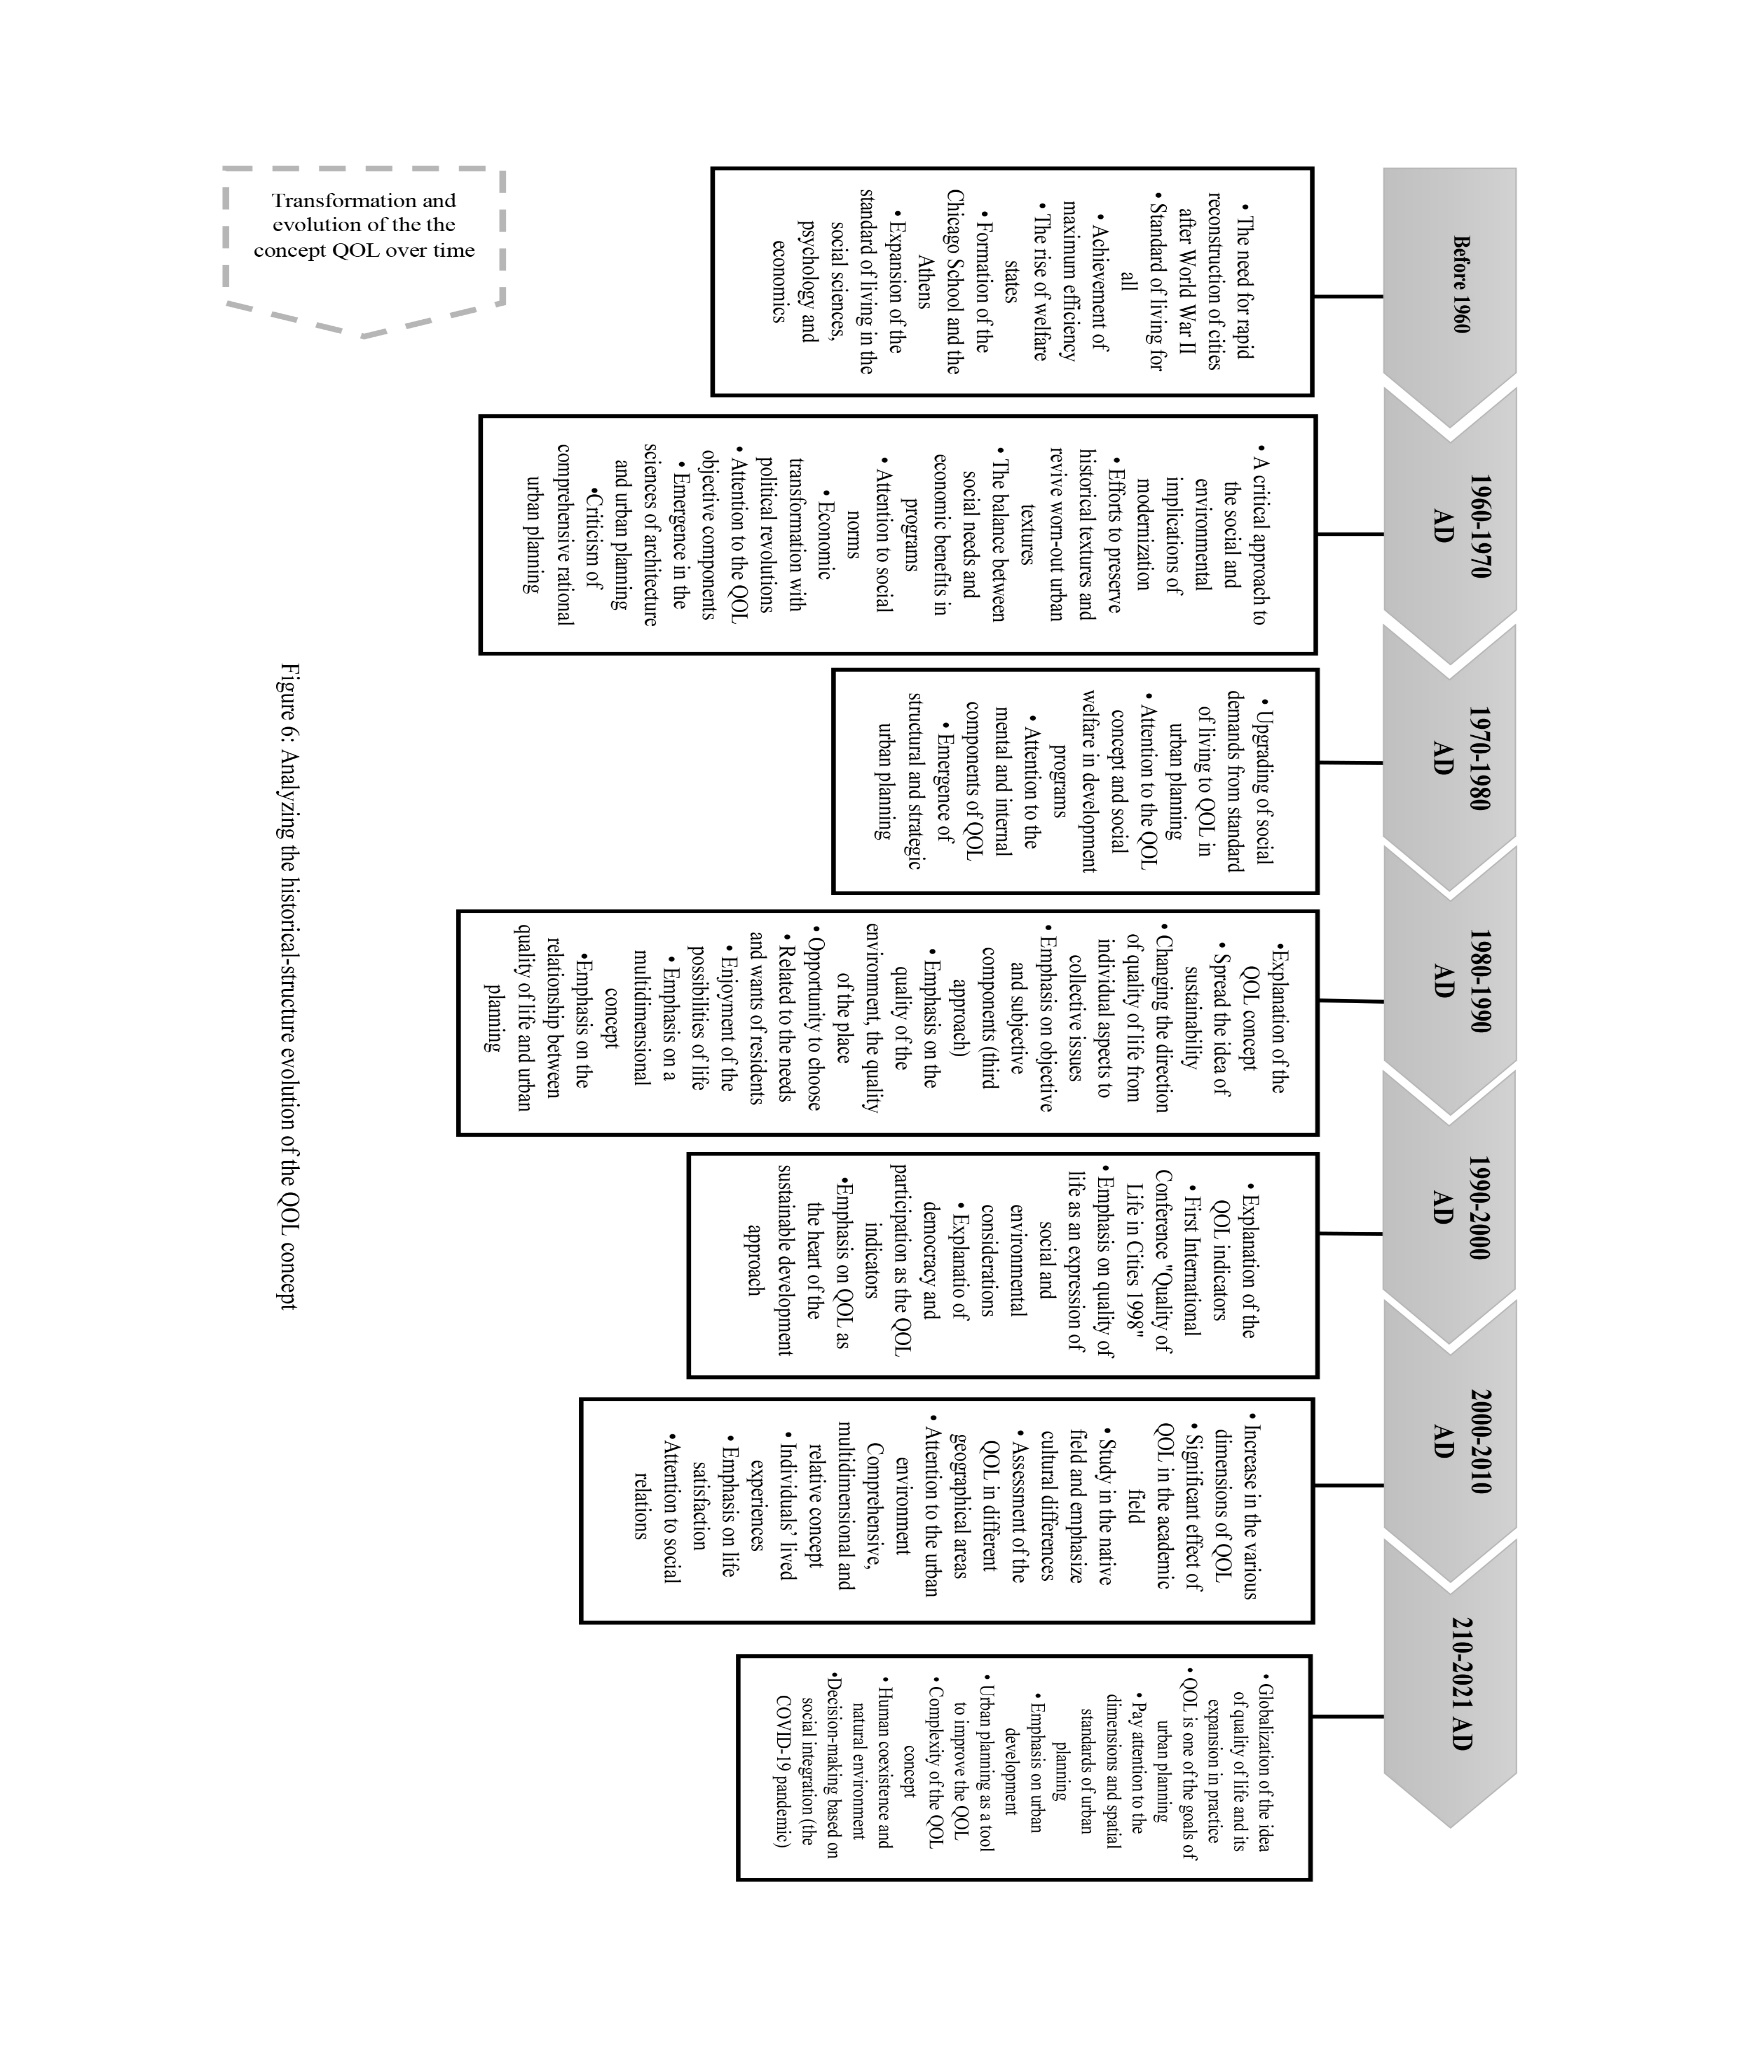 Transformation and
evolution of the the
concept QOL over time
Before 1960
• The need for rapid
reconstruction of cities
after World War II
• Standard of living for
all
• Achievement of
maximum efficiency
• The rise of welfare
states
• Formation of the
Chicago School and the
Athens
• Expansion of the
standard of living in the
social sciences,
psychology and
economics
1960-1970
AD
• A critical approach to
the social and
environmental
implications of
modernization
• Efforts to preserve
historical textures and
revive worn-out urban
textures
• The balance between
social needs and
economic benefits in
programs
• Attention to social
norms
• Economic
transformation with
political revolutions
• Attention to the QOL
objective components
• Emergence in the
sciences of architecture
and urban planning
•Criticism of
comprehensive rational
urban planning
1970-1980
AD
• Upgrading of social
demands from standard
of living to QOL in
urban planning
• Attention to the QOL
concept and social
welfare in development
programs
• Attention to the
mental and internal
components of QOL
• Emergence of
structural and strategic
urban planning
1980-1990
AD
•Explanation of the
QOL concept
• Spread the idea of
sustainability
• Changing the direction
of quality of life from
individual aspects to
collective issues
• Emphasis on objective
and subjective
components (third
approach)
• Emphasis on the
quality of the
environment, the quality
of the place
• Opportunity to choose
• Related to the needs
and wants of residents
• Enjoyment of the
possibilities of life
• Emphasis on a
multidimensional
concept
•Emphasis on the
relationship between
quality of life and urban
planning
1990-2000
AD
• Explanation of the
QOL indicators
• First International
Conference "Quality of
Life in Cities 1998"
• Emphasis on quality of
life as an expression of
social and
environmental
considerations
• Explanatio of
democracy and
participation as the QOL
indicators
•Emphasis on QOL as
the heart of the
sustainable development
approach
2000-2010
AD
• Increase in the various
dimensions of QOL
• Significant effect of
QOL in the academic
field
• Study in the native
field and emphasize
cultural differences
• Assessment of the
QOL in different
geographical areas
• Attention to the urban
environment
Comprehensive,
multidimensional and
relative concept
• Individuals’ lived
experiences
• Emphasis on life
satisfaction
•Attention to social
relations
210-2021 AD
• Globalization of the idea
of quality of life and its
expansion in practice
• QOL is one of the goals of
urban planning
• Pay attention to the
dimensions and spatial
standards of urban
planning
• Emphasis on urban
development
• Urban planning as a tool
to improve the QOL
• Complexity of the QOL
concept
• Human coexistence and
natural environment
•Decision-making based on
social integration (the
COVID-19 pandemic)
Figure 6: Analyzing the historical-structure evolution of the QOL concept